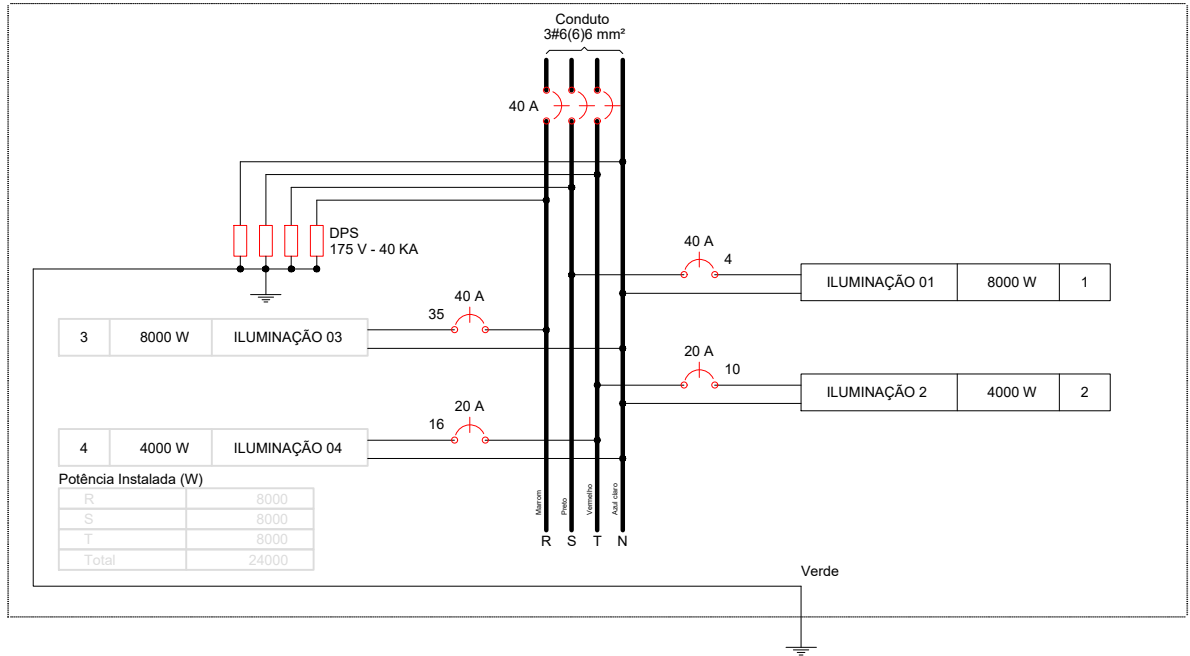 Conduto
3#6(6)6 mm²
40 A
DPS
175 V - 40 KA
40 A
4
ILUMINAÇÃO 01 8000 W 1
40 A
35
3 8000 W ILUMINAÇÃO 03
20 A
10
ILUMINAÇÃO 2 4000 W 2
20 A
16
4 4000 W ILUMINAÇÃO 04
Potência Instalada (W)
R 8000
S 8000
T 8000
Total 24000
Marrom
Preto
Vermelho
Azul claro
R S T N
Verde